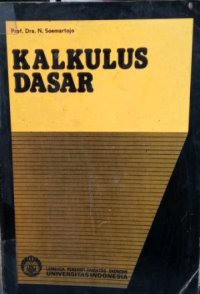 Prof. Dra. N. Soemartojo
KALKULUS
DASAR
LEMBAGA PENERBIT FAKULTAS EKONOMI
UNIVERSITAS INDONESIA